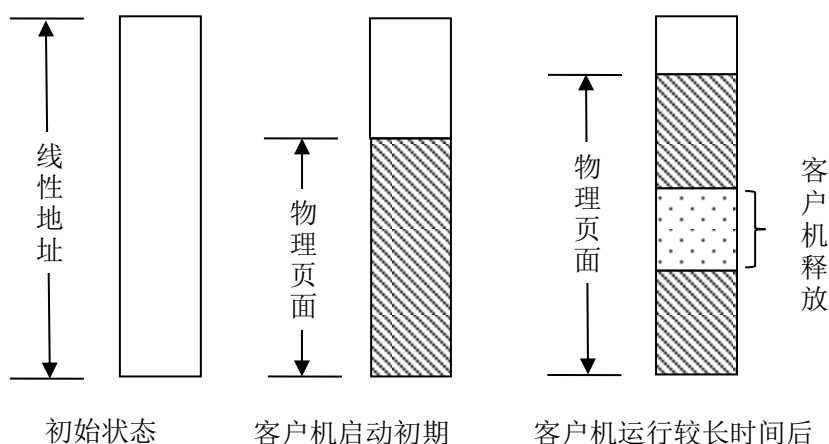 线性地址
物理页面
物理页面
客户机释放
初始状态
客户机启动初期
客户机运行较长时间后